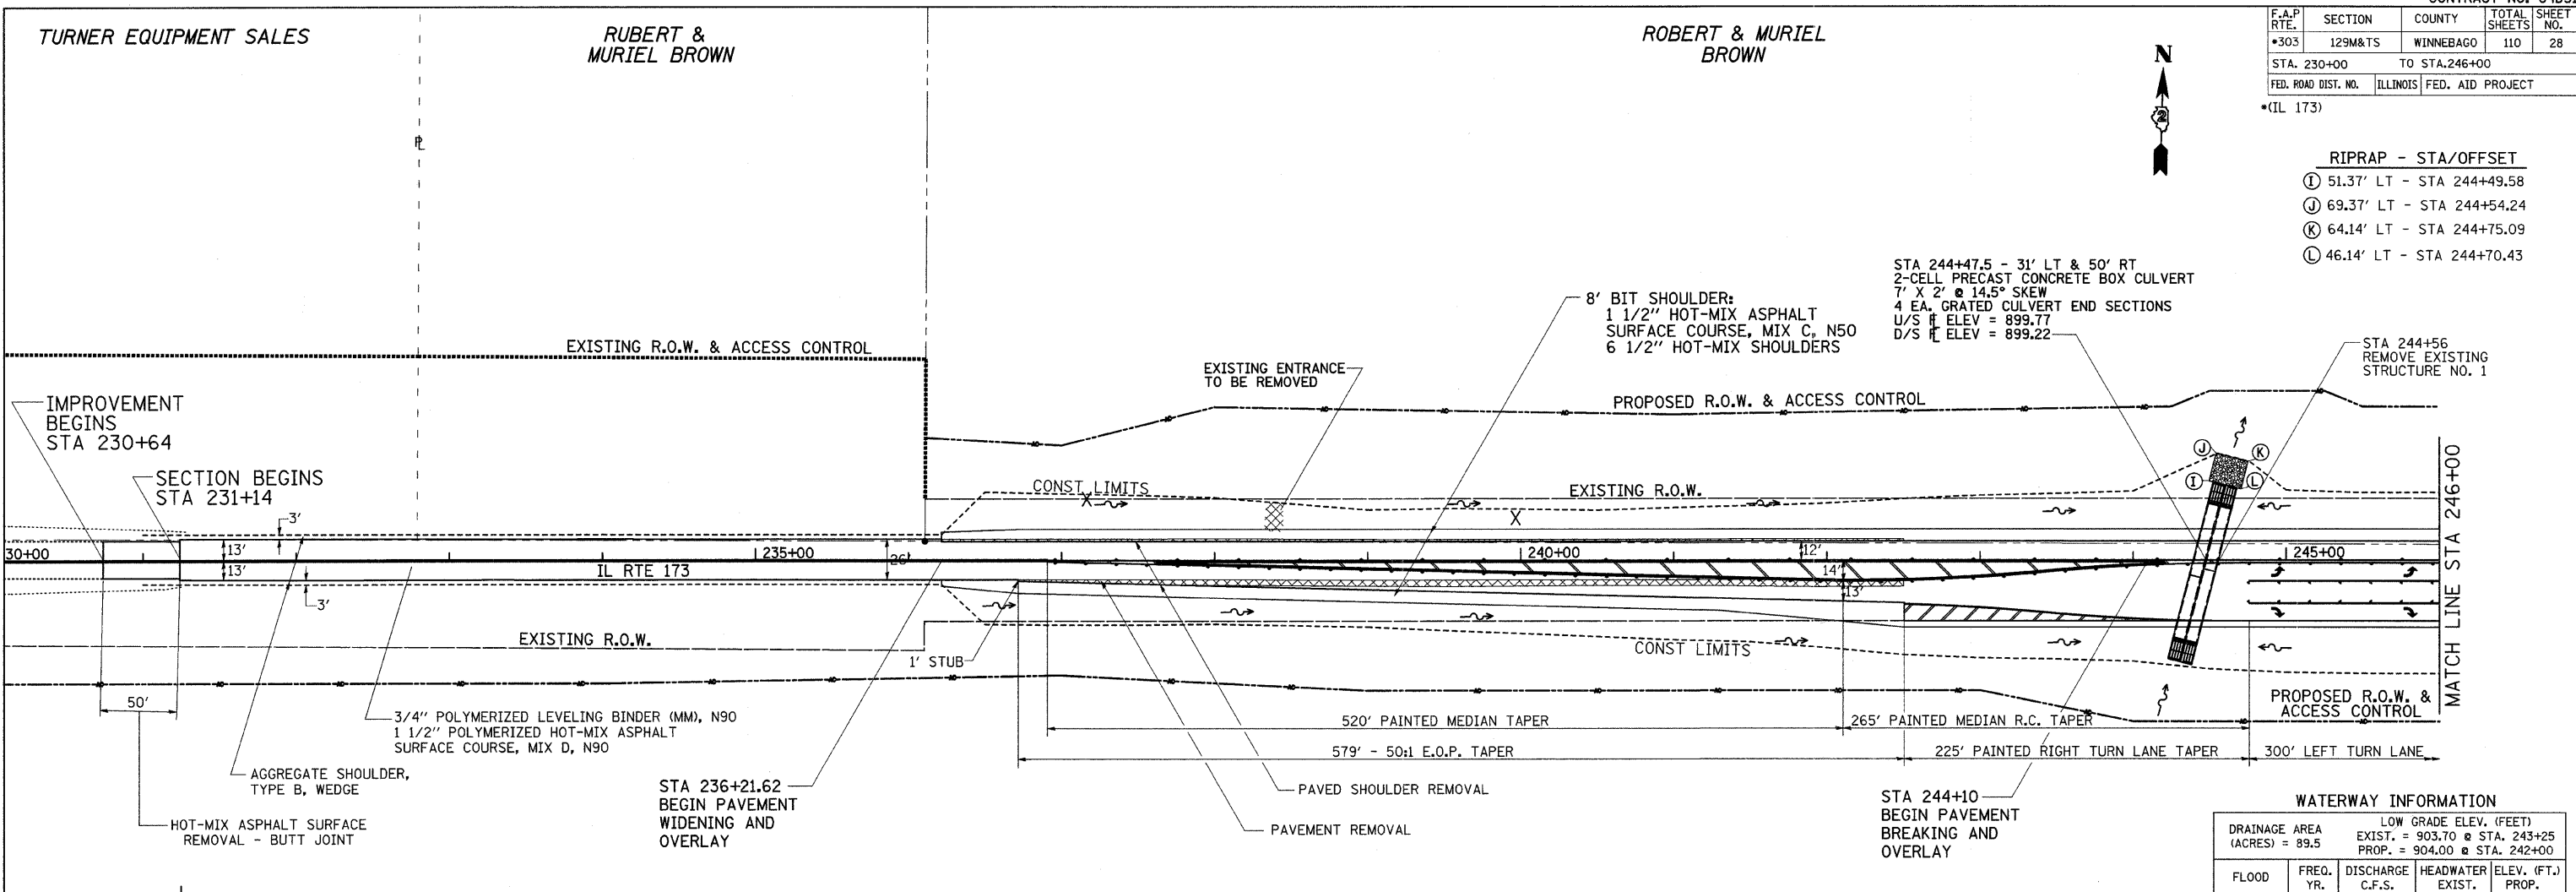 TURNER EQUIPMENT SALES
RUBERT &
MURIEL BROWN
ROBERT & MURIEL
BROWN
N
2
F.A.P RTE. SECTION COUNTY TOTAL SHEETS SHEET NO.
*303 129M&TS WINNEBAGO 110 28
STA. 230+00 TO STA.246+00
FED. ROAD DIST. NO. ILLINOIS FED. AID PROJECT
*(IL 173)
RIPRAP - STA/OFFSET
I 51.37' LT - STA 244+49.58
J 69.37' LT - STA 244+54.24
K 64.14' LT - STA 244+75.09
L 46.14' LT - STA 244+70.43
STA 244+47.5 - 31' LT & 50' RT
2-CELL PRECAST CONCRETE BOX CULVERT
7' X 2' @ 14.5° SKEW
4 EA. GRATED CULVERT END SECTIONS
U/S FL ELEV = 899.77
D/S FL ELEV = 899.22
8' BIT SHOULDER:
1 1/2" HOT-MIX ASPHALT
SURFACE COURSE, MIX C, N50
6 1/2" HOT-MIX SHOULDERS
STA 244+56
REMOVE EXISTING
STRUCTURE NO. 1
PL
EXISTING R.O.W. & ACCESS CONTROL
EXISTING ENTRANCE
TO BE REMOVED
PROPOSED R.O.W. & ACCESS CONTROL
IMPROVEMENT
BEGINS
STA 230+64
SECTION BEGINS
STA 231+14
CONST LIMITS
X
EXISTING R.O.W.
X
J
K
I
L
MATCH LINE STA 246+00
3'
13'
13'
3'
30+00
235+00
26'
240+00
12'
245+00
IL RTE 173
14'
13'
EXISTING R.O.W.
1' STUB
CONST LIMITS
50'
3/4" POLYMERIZED LEVELING BINDER (MM), N90
1 1/2" POLYMERIZED HOT-MIX ASPHALT
SURFACE COURSE, MIX D, N90
PROPOSED R.O.W. &
ACCESS CONTROL
520' PAINTED MEDIAN TAPER
265' PAINTED MEDIAN R.C. TAPER
579' - 50:1 E.O.P. TAPER
225' PAINTED RIGHT TURN LANE TAPER
300' LEFT TURN LANE
AGGREGATE SHOULDER,
TYPE B, WEDGE
HOT-MIX ASPHALT SURFACE
REMOVAL - BUTT JOINT
STA 236+21.62
BEGIN PAVEMENT
WIDENING AND
OVERLAY
PAVED SHOULDER REMOVAL
PAVEMENT REMOVAL
STA 244+10
BEGIN PAVEMENT
BREAKING AND
OVERLAY
WATERWAY INFORMATION
DRAINAGE AREA
(ACRES) = 89.5
LOW GRADE ELEV. (FEET)
EXIST. = 903.70 @ STA. 243+25
PROP. = 904.00 @ STA. 242+00
FLOOD FREQ. YR. DISCHARGE C.F.S. HEADWATER EXIST. ELEV. (FT.) PROP.